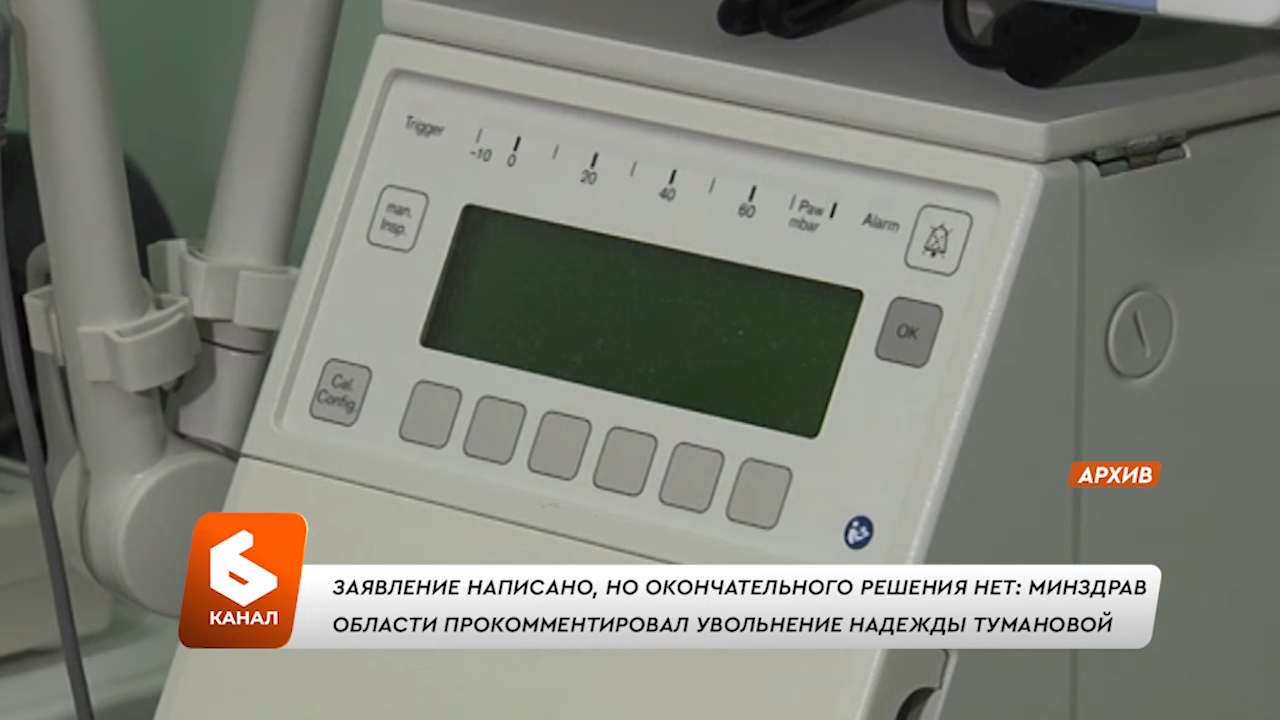 Trigger
-10 0 20 40 60
Paw
mbar
Alarm
man.
Insp.
OK
Cal.
Config.
АРХИВ
6
КАНАЛ
ЗАЯВЛЕНИЕ НАПИСАНО, НО ОКОНЧАТЕЛЬНОГО РЕШЕНИЯ НЕТ: МИНЗДРАВ
ОБЛАСТИ ПРОКОММЕНТИРОВАЛ УВОЛЬНЕНИЕ НАДЕЖДЫ ТУМАНОВОЙ